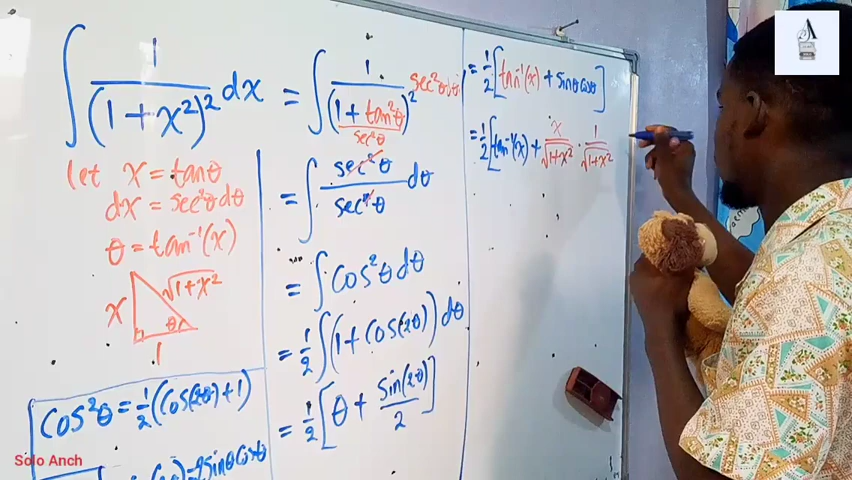 ∫ 1/(1+x²)² dx = ∫ 1/(1+tan²θ)² sec²θ dθ
sec²θ
let x = tanθ
dx = sec²θ dθ
θ = tan⁻¹(x)
x √1+x²
θ
1
Cos²θ = 1/2 (Cos(2θ)+1)
2SinθCosθ
= ∫ sec²θ/sec⁴θ dθ
= ∫ Cos²θ dθ
= 1/2 ∫ (1 + Cos(2θ)) dθ
= 1/2 [θ + Sin(2θ)/2]
= 1/2 [tan⁻¹(x) + Sinθ Cosθ]
= 1/2 [tan⁻¹(x) + x/√1+x² · 1/√1+x²
Solo Anch